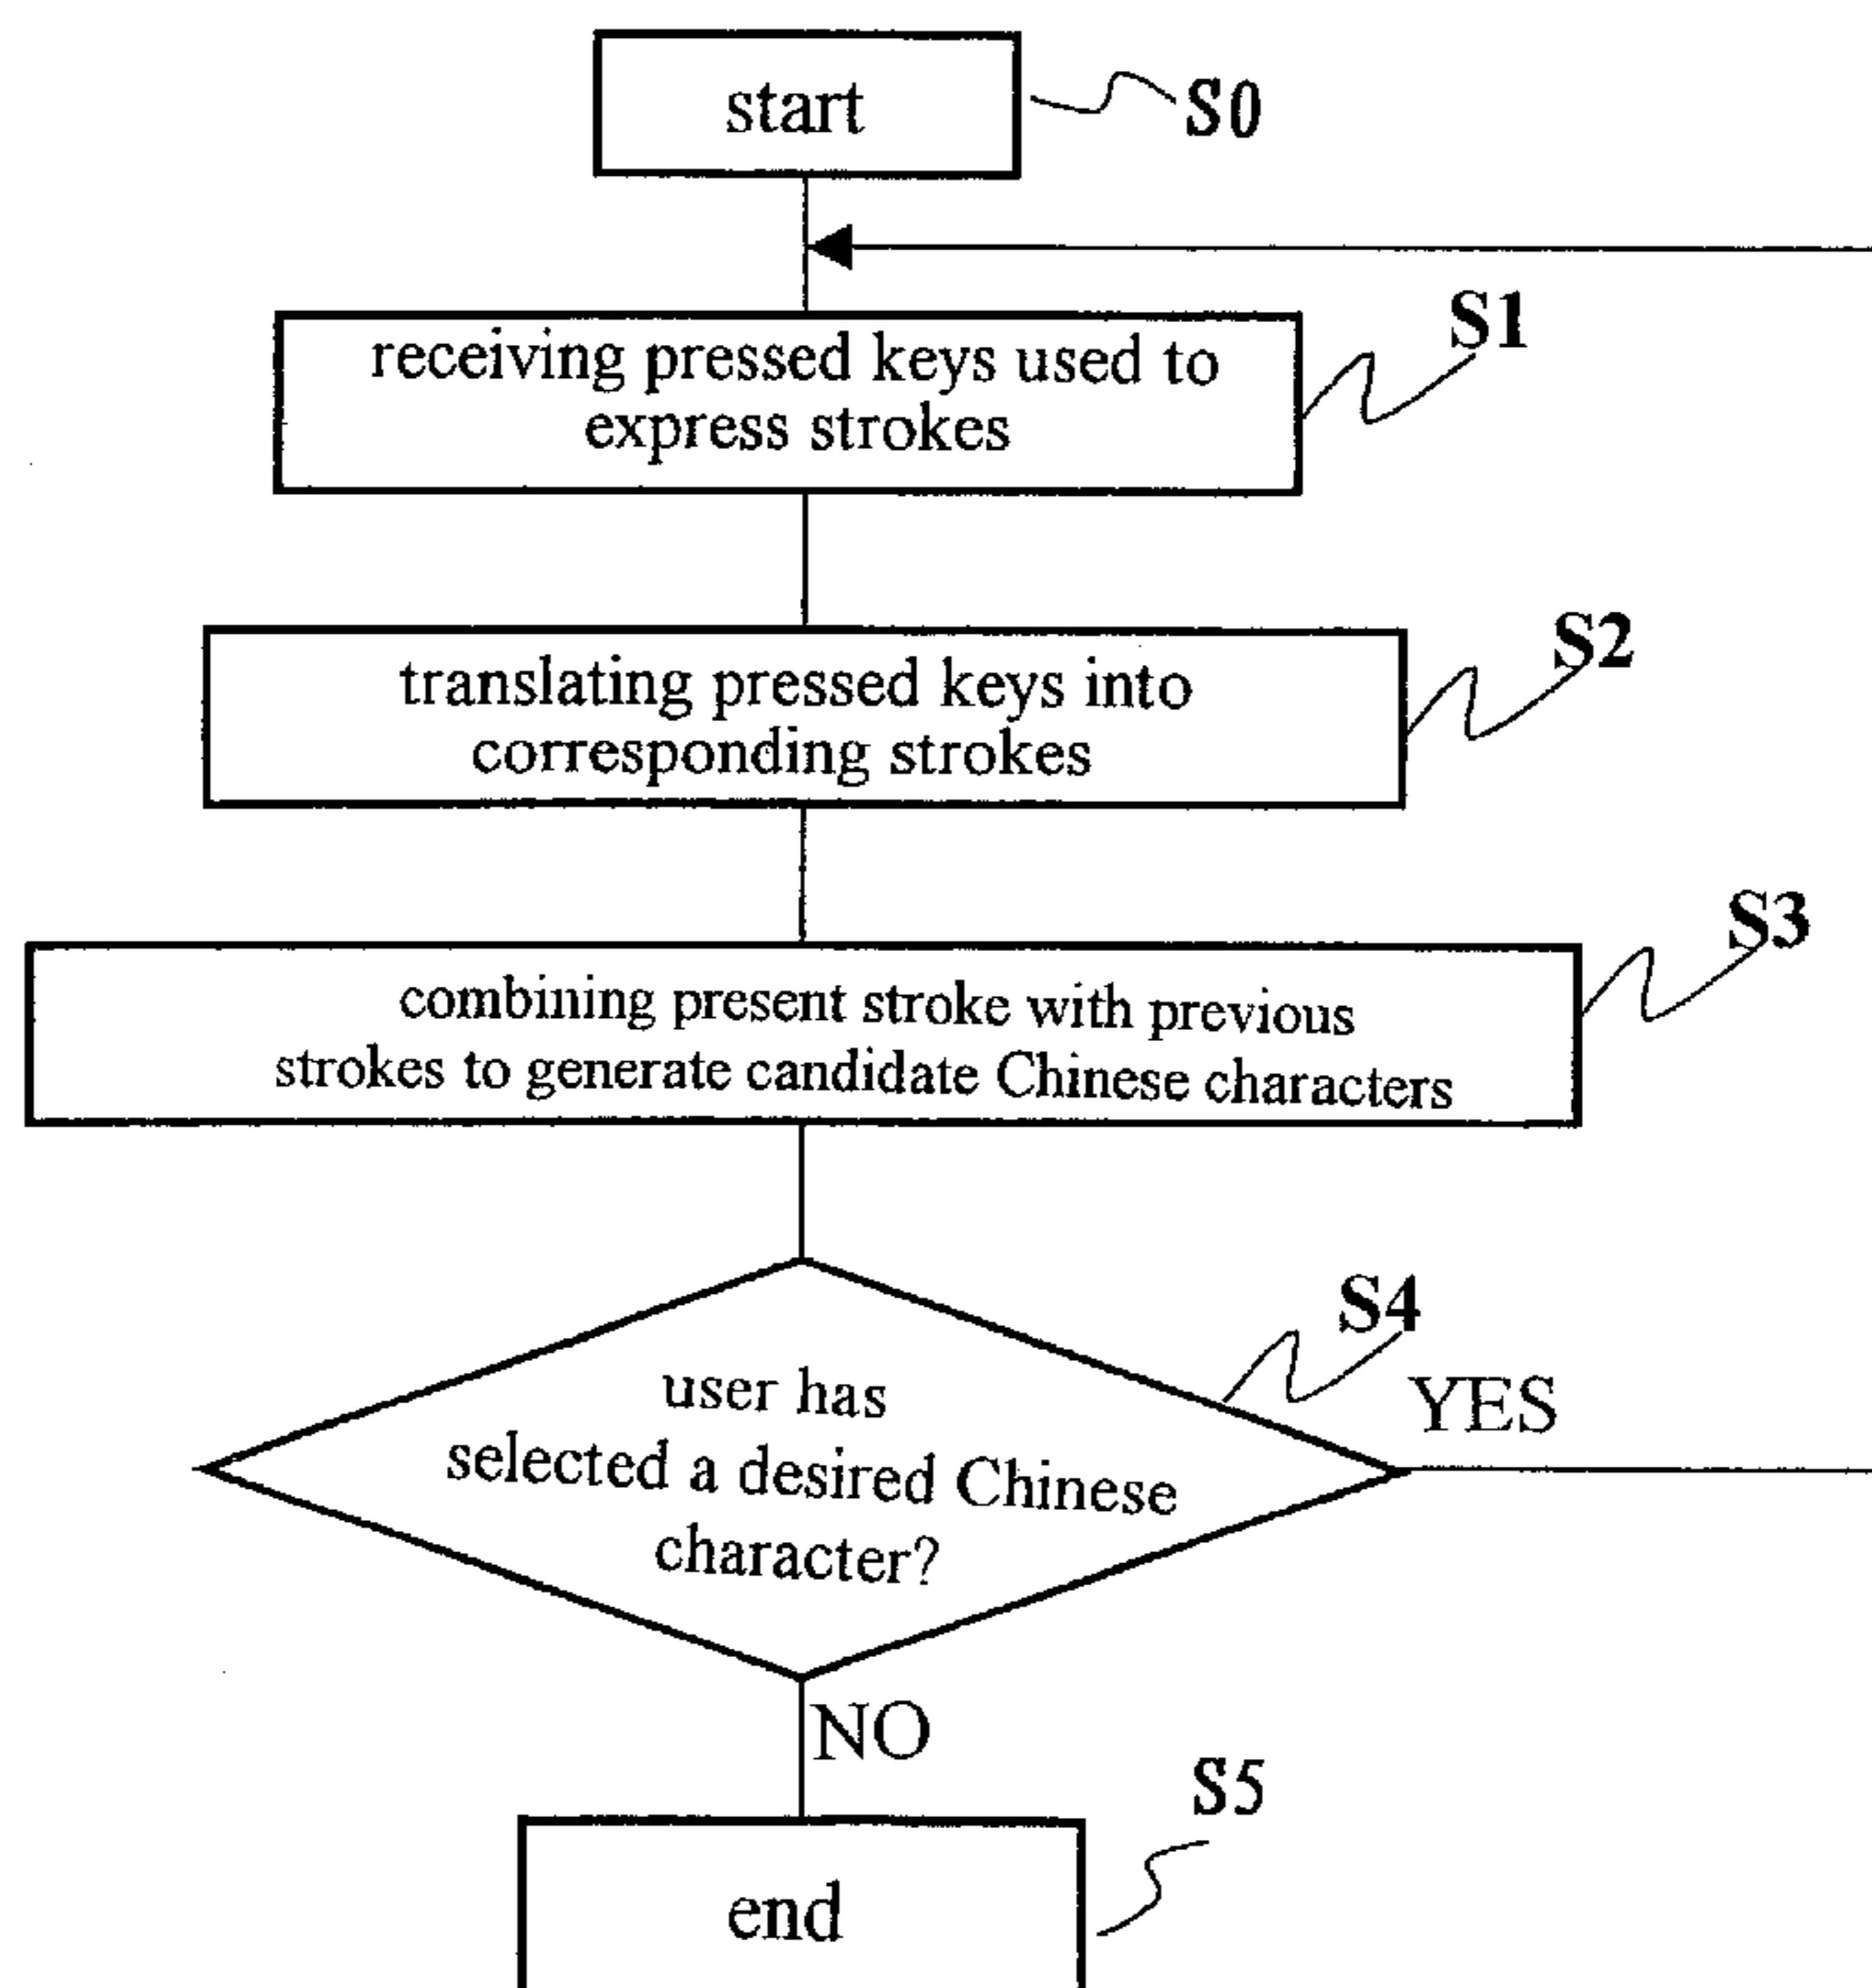 start
S0
S1
receiving pressed keys used to
express strokes
S2
translating pressed keys into
corresponding strokes
S3
combining present stroke with previous
strokes to generate candidate Chinese characters
S4
YES
user has
selected a desired Chinese
character?
NO
S5
end